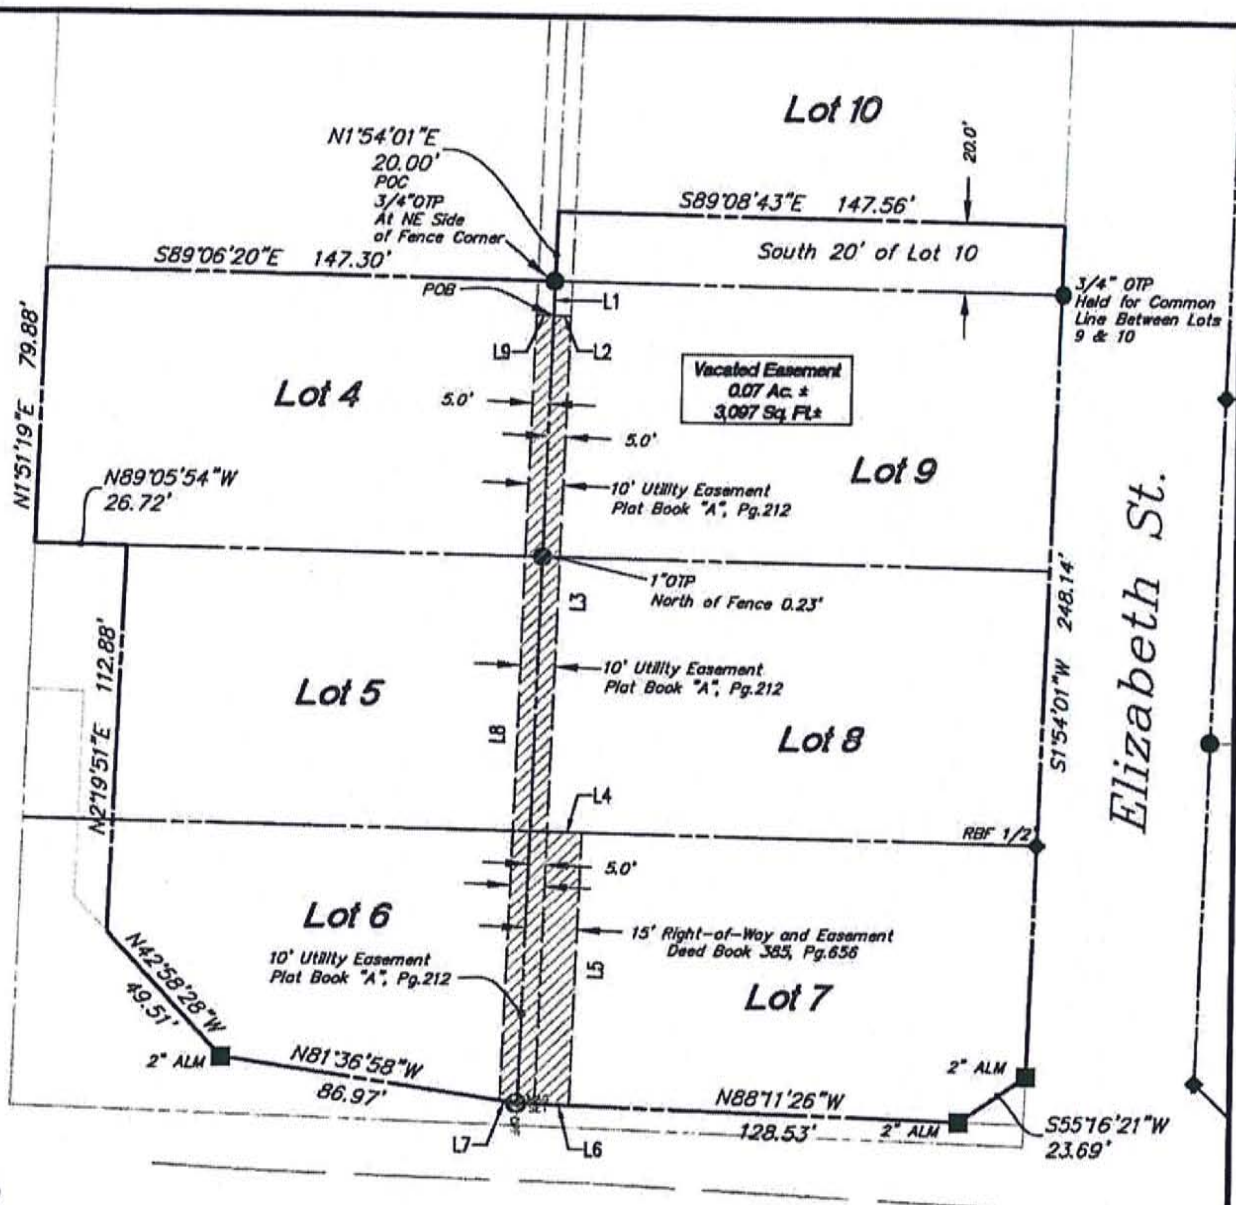 Lot 10
N1°54'01"E
20.00'
POC
3/4"OTP
At NE Side
of Fence Corner
20.0'
S89°08'43"E 147.56'
S89°06'20"E 147.30'
South 20' of Lot 10
POB
L1
3/4" OTP
Held for Common
Line Between Lots
9 & 10
L9
L2
N1°51'19"E 79.88'
Vacated Easement
0.07 Ac. ±
3,097 Sq. Ft.±
Lot 4
5.0'
5.0'
Lot 9
N89°05'54"W
26.72'
10' Utility Easement
Plat Book "A", Pg.212
1"OTP
North of Fence 0.23'
L3
S1°54'01"W 248.14'
Elizabeth St.
N2°19'51"E 112.88'
10' Utility Easement
Plat Book "A", Pg.212
Lot 5
L8
Lot 8
L4
RBF 1/2"
5.0'
Lot 6
15' Right-of-Way and Easement
Deed Book 385, Pg.656
L5
10' Utility Easement
Plat Book "A", Pg.212
N42°58'28"W
49.51'
Lot 7
2" ALM
N81°36'58"W
86.97'
2" ALM
N88°11'26"W
128.53'
2" ALM
S55°16'21"W
23.69'
L7
L6